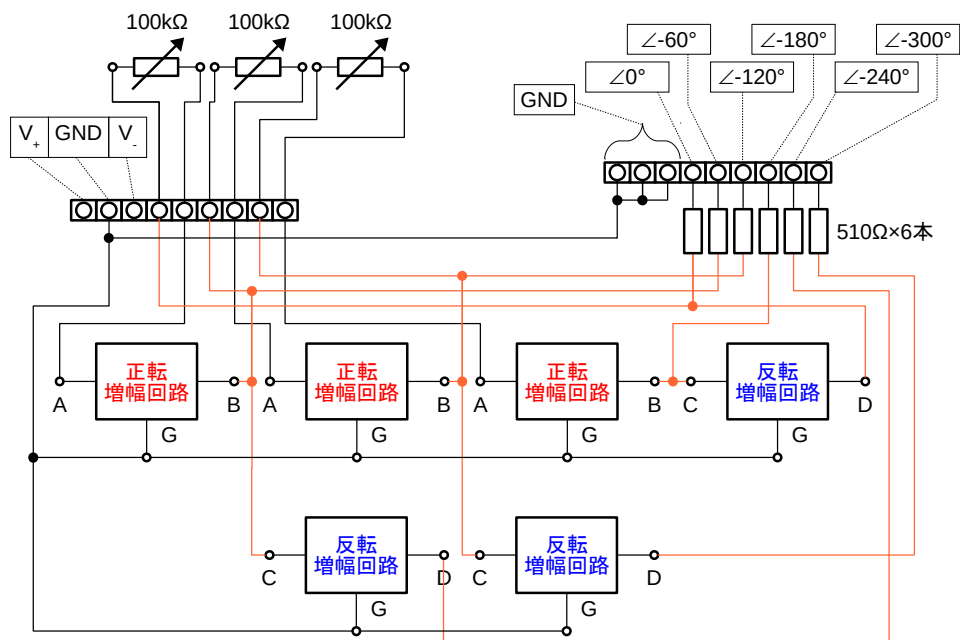 100kΩ 100kΩ 100kΩ
∠-60° ∠-180° ∠-300°
∠0° ∠-120° ∠-240°
GND
V₊ GND V₋
510Ω×6本
正転 正転 正転 反転
増幅回路 増幅回路 増幅回路 増幅回路
A B A B A B C D
G G G G
反転 反転
増幅回路 増幅回路
C D C D
G G